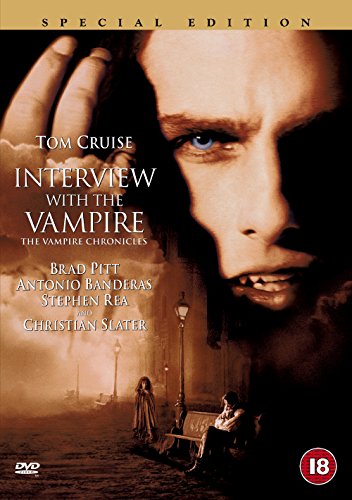 SPECIAL EDITION
TOM CRUISE
INTERVIEW
WITH THE
VAMPIRE
THE VAMPIRE CHRONICLES
BRAD PITT
ANTONIO BANDERAS
STEPHEN REA
AND
CHRISTIAN SLATER
DVD
VIDEO
18